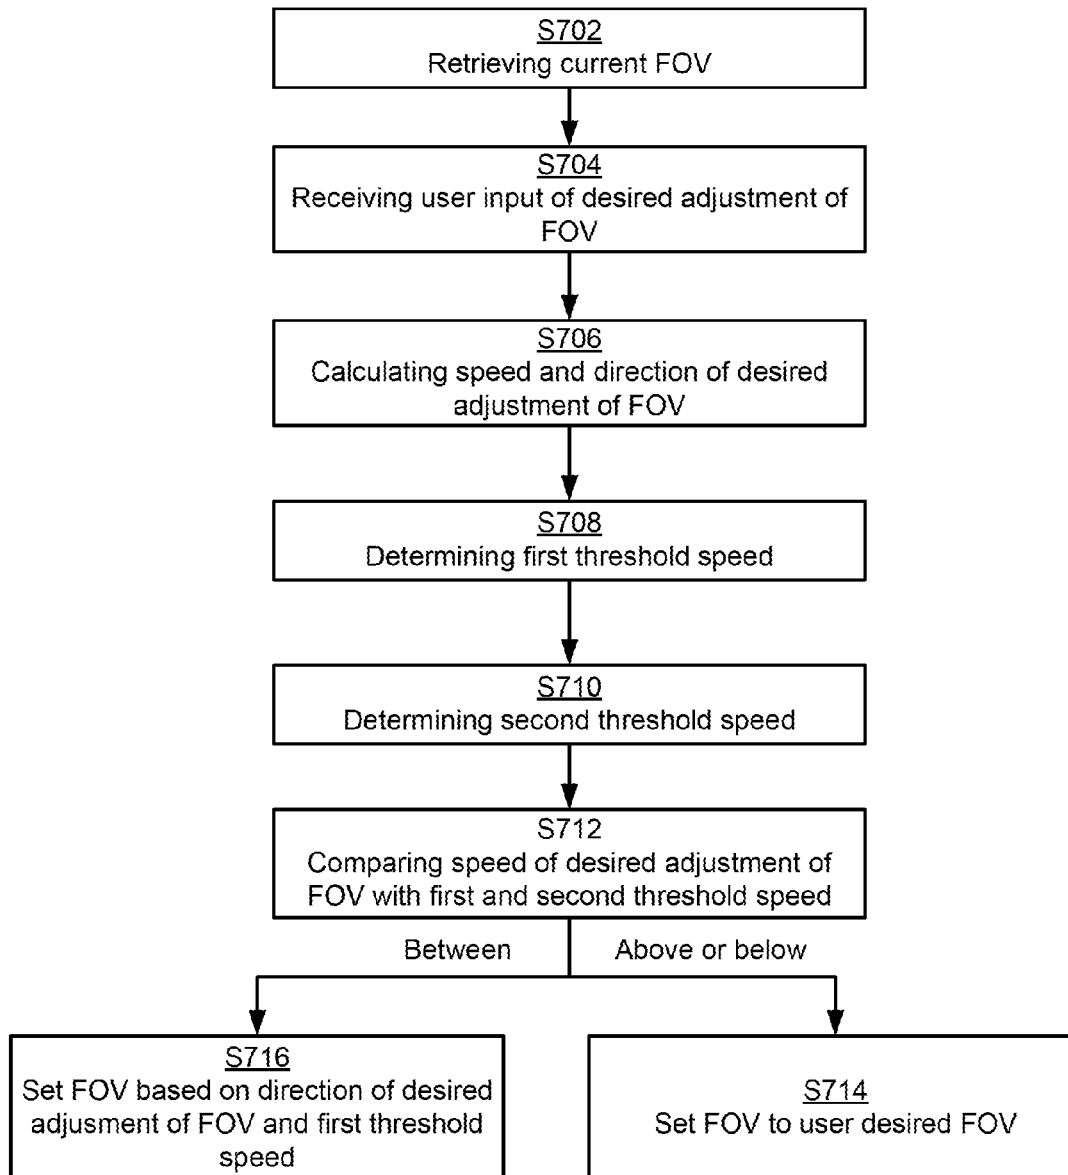 S702
Retrieving current FOV
S704
Receiving user input of desired adjustment of
FOV
S706
Calculating speed and direction of desired
adjustment of FOV
S708
Determining first threshold speed
S710
Determining second threshold speed
S712
Comparing speed of desired adjustment of
FOV with first and second threshold speed
Between
Above or below
S716
Set FOV based on direction of desired
adjusment of FOV and first threshold
speed
S714
Set FOV to user desired FOV